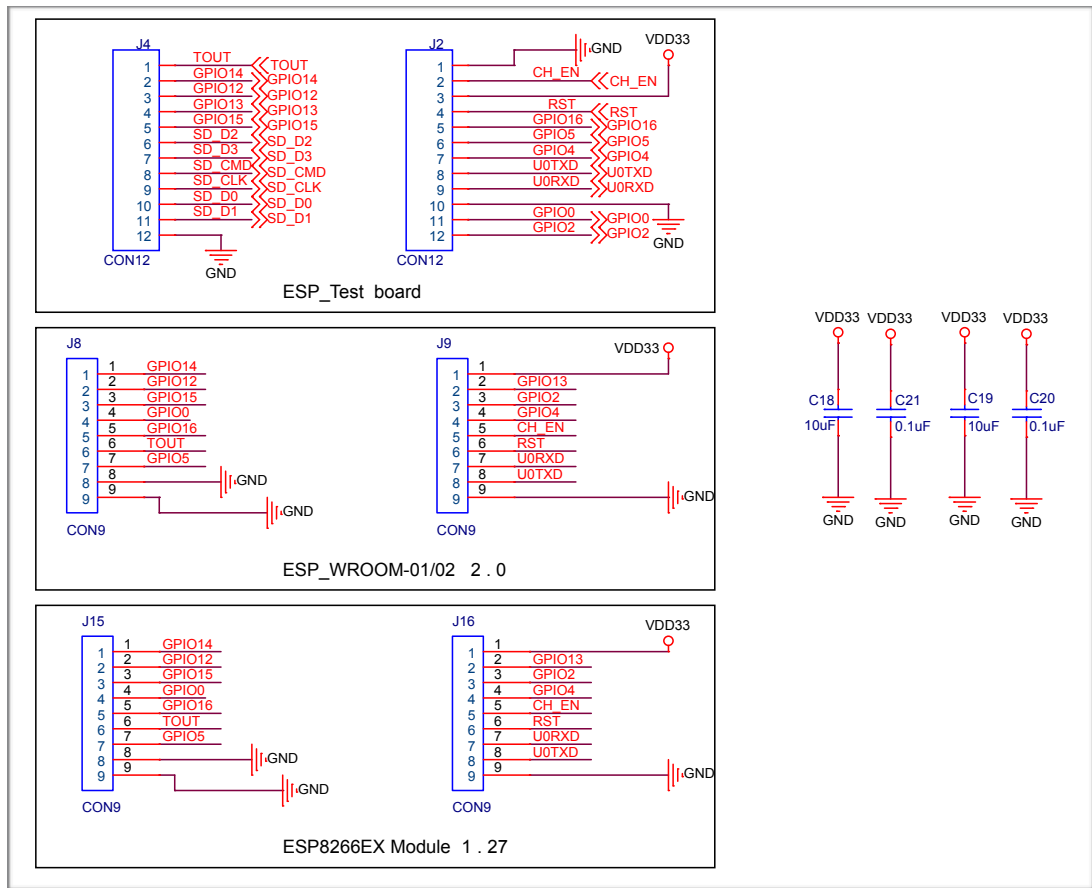 J4
1 TOUT TOUT
2 GPIO14 GPIO14
3 GPIO12 GPIO12
4 GPIO13 GPIO13
5 GPIO15 GPIO15
6 SD_D2 SD_D2
7 SD_D3 SD_D3
8 SD_CMD SD_CMD
9 SD_CLK SD_CLK
10 SD_D0 SD_D0
11 SD_D1 SD_D1
12
CON12
GND
J2
1 GND
VDD33
2 CH_EN CH_EN
3
4 RST RST
5 GPIO16 GPIO16
6 GPIO5 GPIO5
7 GPIO4 GPIO4
8 U0TXD U0TXD
9 U0RXD U0RXD
10
11 GPIO0 GPIO0
12 GPIO2 GPIO2
GND
CON12
ESP_Test board
J8
1 1 GPIO14
2 2 GPIO12
3 3 GPIO15
4 4 GPIO0
5 5 GPIO16
6 6 TOUT
7 7 GPIO5
8 8 GND
9 9 GND
CON9
J9
VDD33
1 1
2 2 GPIO13
3 3 GPIO2
4 4 GPIO4
5 5 CH_EN
6 6 RST
7 7 U0RXD
8 8 U0TXD
9 9 GND
CON9
ESP_WROOM-01/02 2 . 0
J15
1 1 GPIO14
2 2 GPIO12
3 3 GPIO15
4 4 GPIO0
5 5 GPIO16
6 6 TOUT
7 7 GPIO5
8 8 GND
9 9 GND
CON9
J16
VDD33
1 1
2 2 GPIO13
3 3 GPIO2
4 4 GPIO4
5 5 CH_EN
6 6 RST
7 7 U0RXD
8 8 U0TXD
9 9 GND
CON9
ESP8266EX Module 1 . 27
VDD33 VDD33 VDD33 VDD33
C18 C21 C19 C20
10uF 0.1uF 10uF 0.1uF
GND GND GND GND